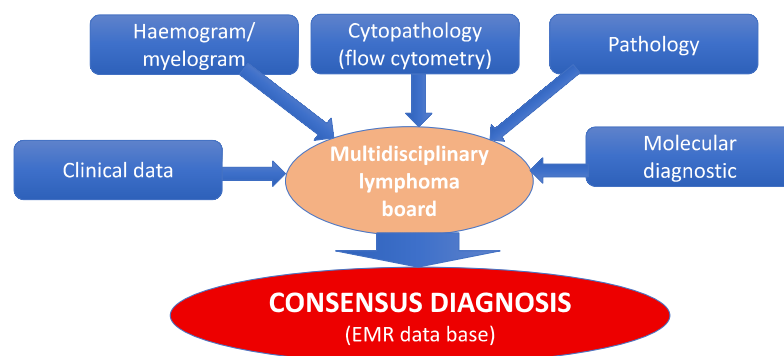 Haemogram/
myelogram
Cytopathology
(flow cytometry)
Pathology
Clinical data
Multidisciplinary
lymphoma
board
Molecular
diagnostic
CONSENSUS DIAGNOSIS
(EMR data base)